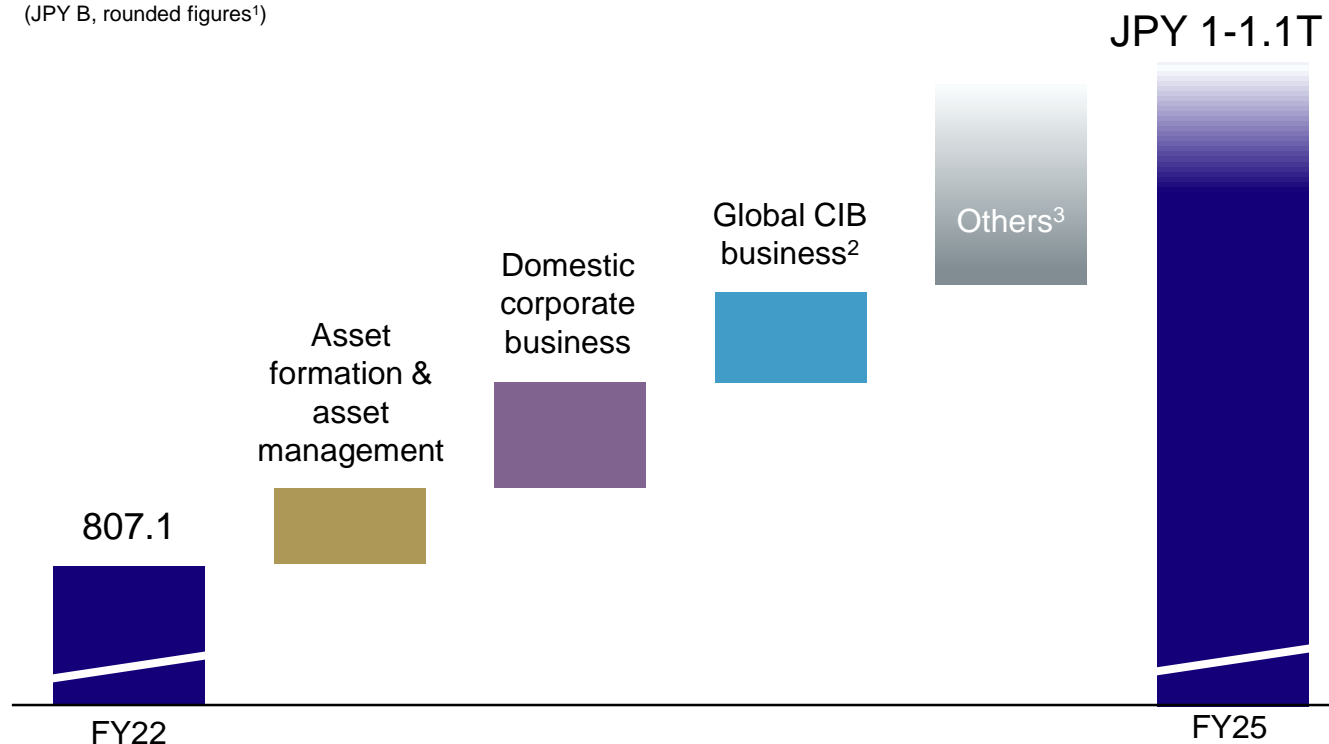 (JPY B, rounded figures¹)
JPY 1-1.1T
Others³
Global CIB
business²
Domestic
corporate
business
Asset
formation &
asset
management
807.1
FY22
FY25